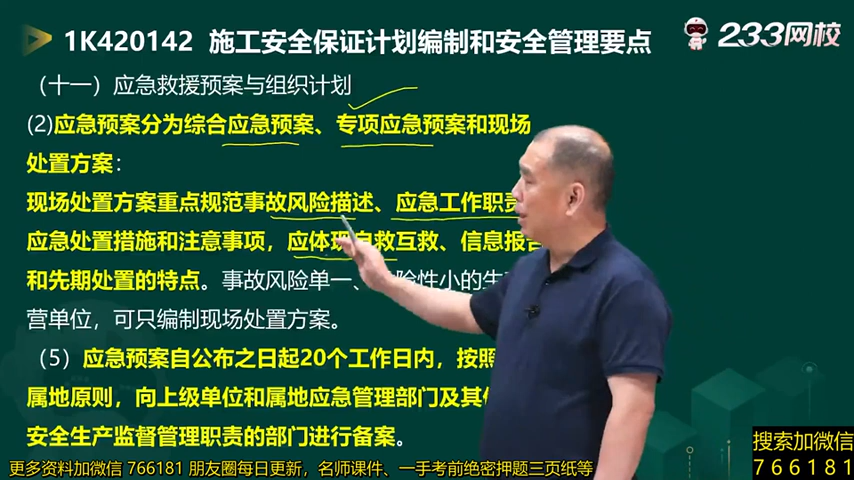 1K420142 施工安全保证计划编制和安全管理要点
233网校
（十一）应急救援预案与组织计划
(2)应急预案分为综合应急预案、专项应急预案和现场
处置方案：
现场处置方案重点规范事故风险描述、应急工作职责
应急处置措施和注意事项，应体现自救互救、信息报告
和先期处置的特点。事故风险单一、险性小的生
营单位，可只编制现场处置方案。
（5）应急预案自公布之日起20个工作日内，按照
属地原则，向上级单位和属地应急管理部门及其他
安全生产监督管理职责的部门进行备案。
更多资料加微信 766181 朋友圈每日更新，名师课件、一手考前绝密押题三页纸等
搜索加微信
766181